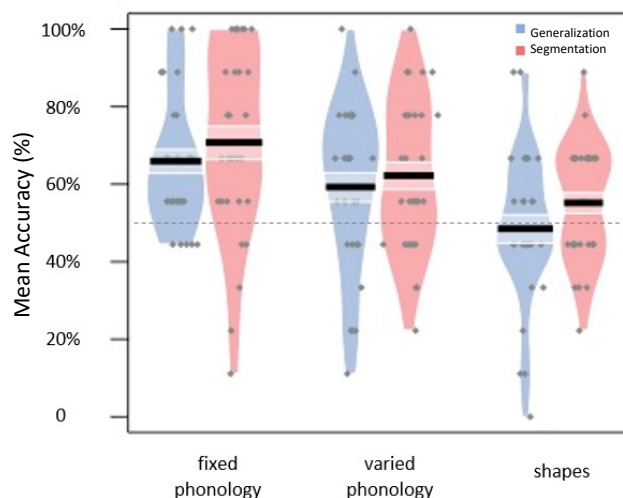 100%
80%
60%
40%
20%
0
Mean Accuracy (%)
Generalization
Segmentation
fixed
phonology
varied
phonology
shapes